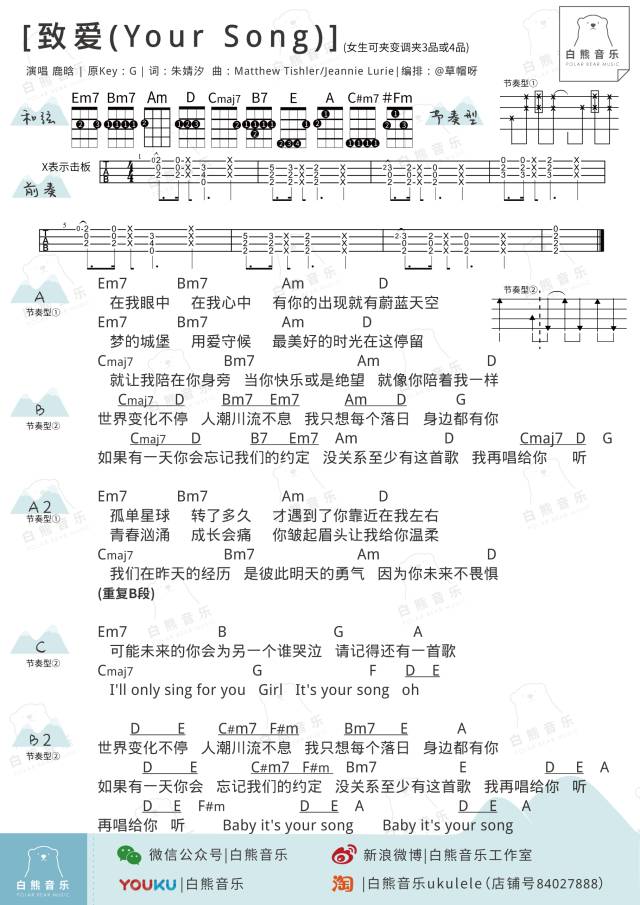 [致爱(Your Song)] (女生可夹变调夹3品或4品)
白熊音乐
POLAR BEAR MUSIC
演唱 鹿晗 | 原Key：G | 词：朱婧汐 曲：Matthew Tishler/Jeannie Lurie|编排：@草帽呀
和弦 Em7 Bm7 Am D Cmaj7 B7 E A C#m7 #Fm 节奏型 节奏型①
X表示击板
前奏
Em7 Bm7 Am D 节奏型②
A 在我眼中 在我心中 有你的出现就有蔚蓝天空
节奏型①
Em7 Bm7 Am D
梦的城堡 用爱守候 最美好的时光在这停留
Cmaj7 Bm7 Am D
就让我陪在你身旁 当你快乐或是绝望 就像你陪着我一样
Cmaj7 D Bm7 Em7 Am D G
B 世界变化不停 人潮川流不息 我只想每个落日 身边都有你
节奏型②
Cmaj7 D B7 Em7 Am D Cmaj7 D G
如果有一天你会忘记我们的约定 没关系至少有这首歌 我再唱给你 听
Em7 Bm7 Am D
A2 孤单星球 转了多久 才遇到了你靠近在我左右
节奏型①
青春汹涌 成长会痛 你皱起眉头让我给你温柔
Cmaj7 Bm7 Am D
我们在昨天的经历 是彼此明天的勇气 因为你未来不畏惧
(重复B段)
Em7 B G A
C 可能未来的你会为另一个谁哭泣 请记得还有一首歌
节奏型②
Cmaj7 G F D E
I'll only sing for you Girl It's your song oh
D E C#m7 F#m Bm7 E A
B2 世界变化不停 人潮川流不息 我只想每个落日 身边都有你
节奏型②
D E C#m7 F#m Bm7 E D E A
如果有一天你会 忘记我们的约定 没关系至少有这首歌 我再唱给你 听
D E F#m D E A D E A
再唱给你 听 Baby it's your song Baby it's your song
白熊音乐
POLAR BEAR MUSIC
微信公众号|白熊音乐 新浪微博|白熊音乐工作室
YOUKU|白熊音乐 淘|白熊音乐ukulele(店铺号84027888)